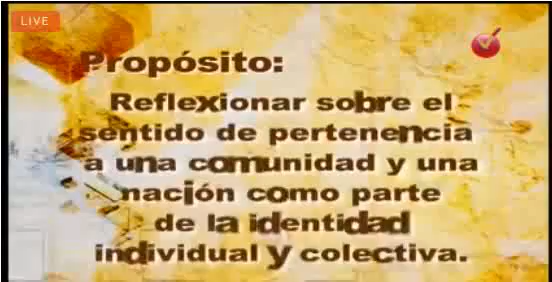 LIVE
Propósito:
Reflexionar sobre el
sentido de pertenencia
a una comunidad y una
nación como parte
de la identidad
individual y colectiva.